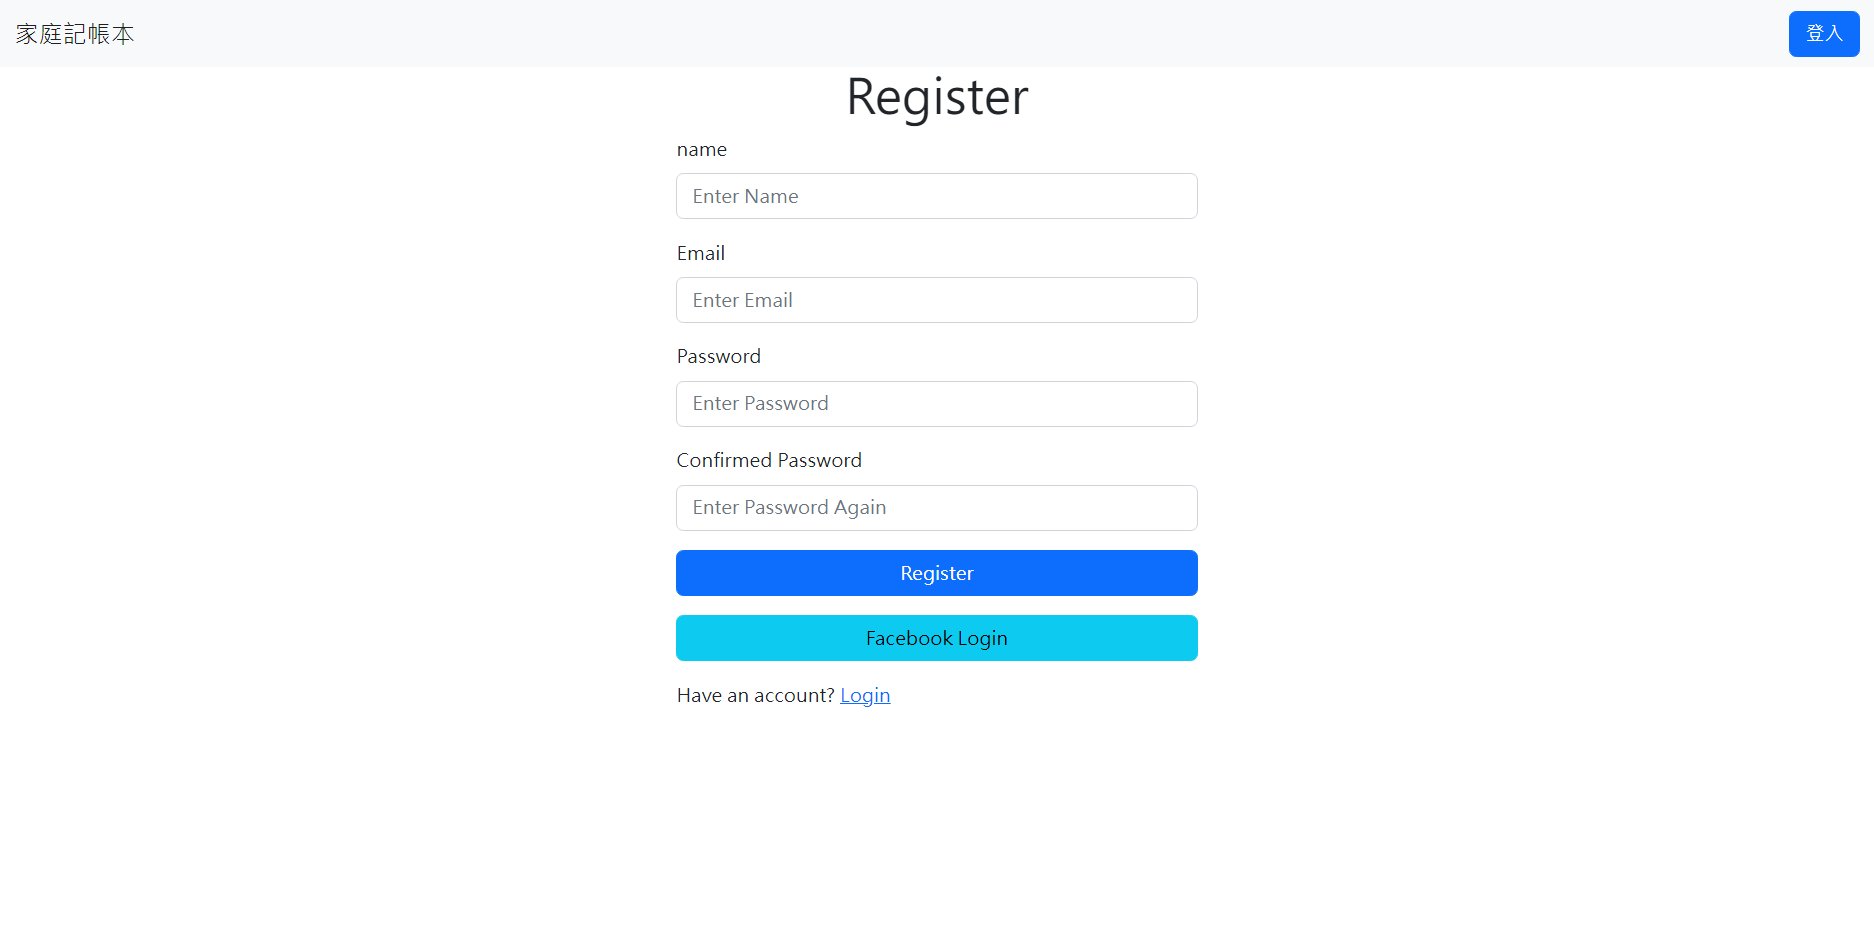 家庭記帳本
登入
Register
name
Enter Name
Email
Enter Email
Password
Enter Password
Confirmed Password
Enter Password Again
Register
Facebook Login
Have an account? Login